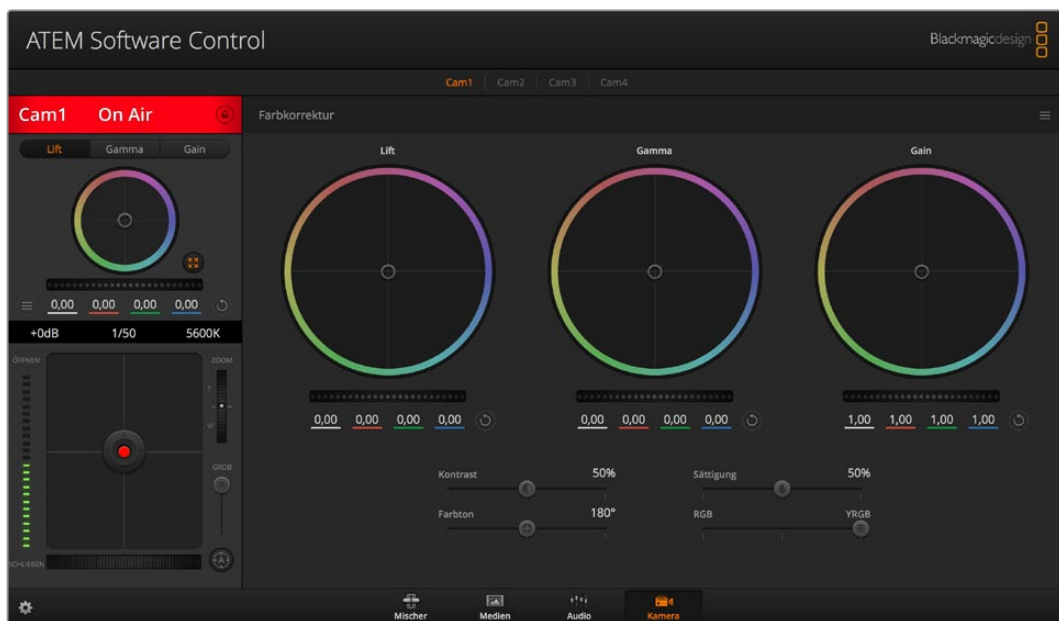 ATEM Software Control
Blackmagicdesign
Cam1 Cam2 Cam3 Cam4
Cam1 On Air
Farbkorrektur
Lift Gamma Gain
Lift Gamma Gain
0,00 0,00 0,00 0,00
+0dB 1/50 5600K
ÖFFNEN
ZOOM
T
W
GROB
SCHLIEßEN
0,00 0,00 0,00 0,00
0,00 0,00 0,00 0,00
1,00 1,00 1,00 1,00
Kontrast 50%
Sättigung 50%
Farbton 180°
RGB YRGB
Mischer Medien Audio Kamera